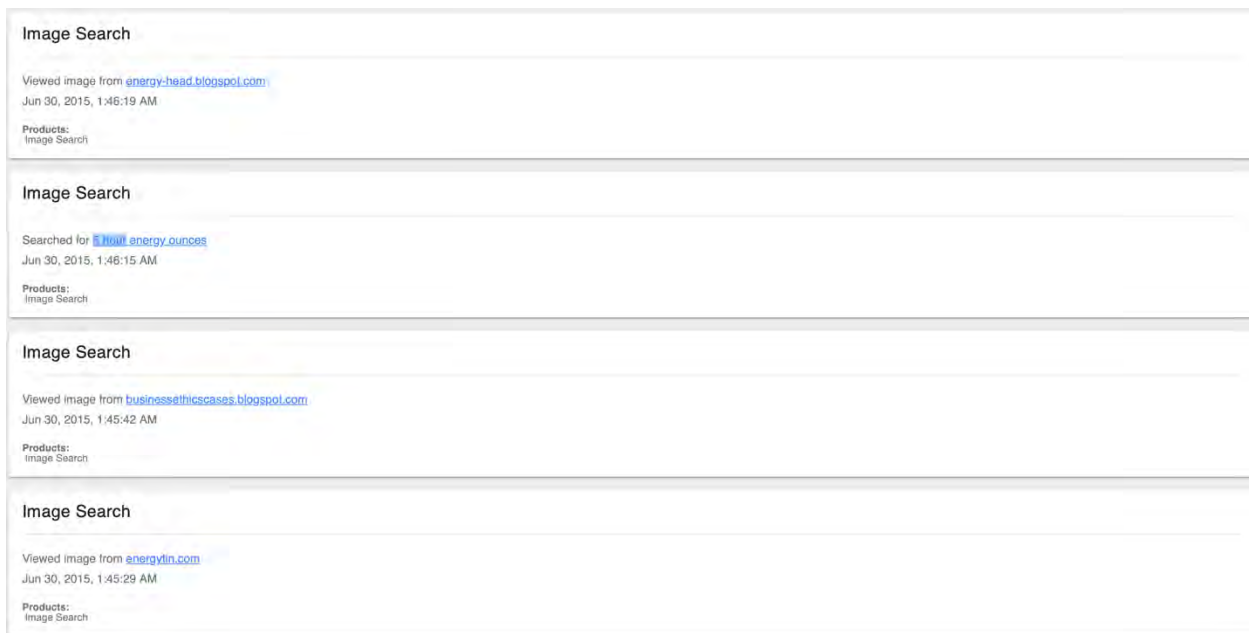 Image Search
Viewed image from energy-head.blogspot.com
Jun 30, 2015, 1:46:19 AM
Products:
Image Search
Image Search
Searched for 5 hour energy ounces
Jun 30, 2015, 1:46:15 AM
Products:
Image Search
Image Search
Viewed image from businessethicscases.blogspot.com
Jun 30, 2015, 1:45:42 AM
Products:
Image Search
Image Search
Viewed image from energyfin.com
Jun 30, 2015, 1:45:29 AM
Products:
Image Search